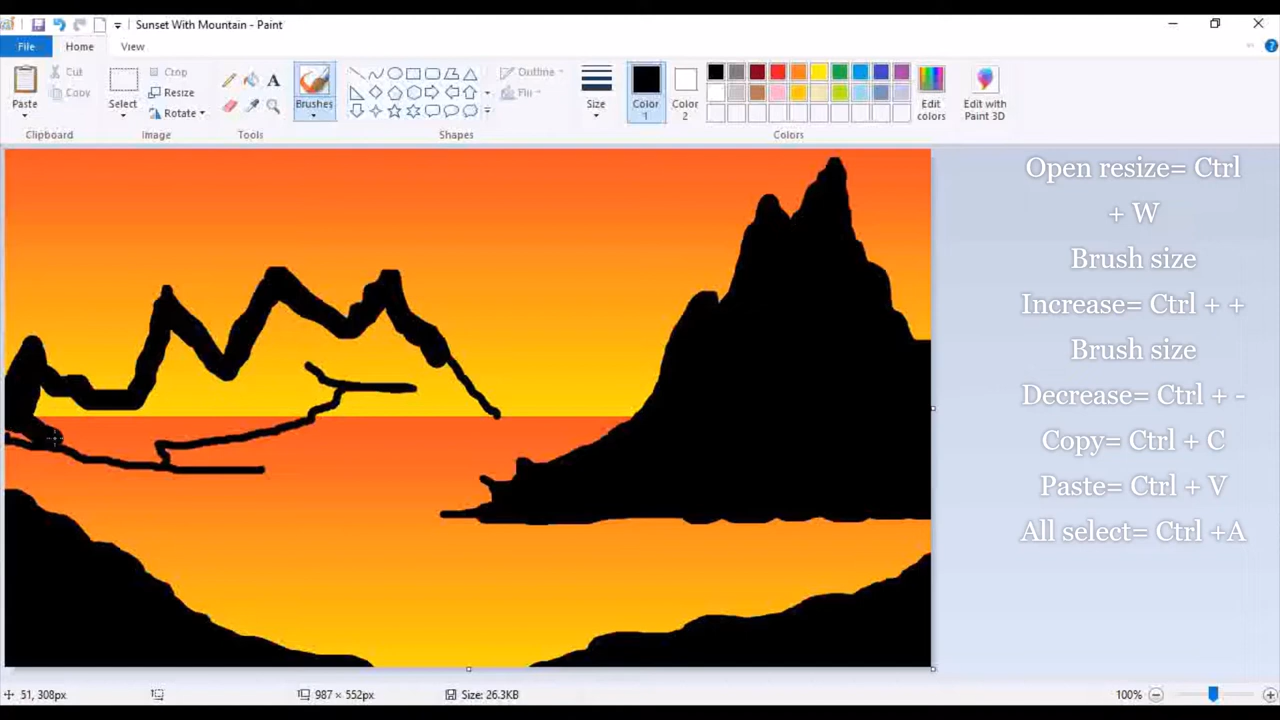 Sunset With Mountain - Paint
File Home View
Paste
Cut
Copy
Clipboard
Select
Crop
Resize
Rotate
Image
A
Tools
Brushes
Outline
Fill
Shapes
Size
Color
1
Color
2
Edit
colors
Edit with
Paint 3D
Colors
Open resize= Ctrl
+ W
Brush size
Increase= Ctrl + +
Brush size
Decrease= Ctrl + -
Copy= Ctrl + C
Paste= Ctrl + V
All select= Ctrl +A
51, 308px
987 × 552px
Size: 26.3KB
100%